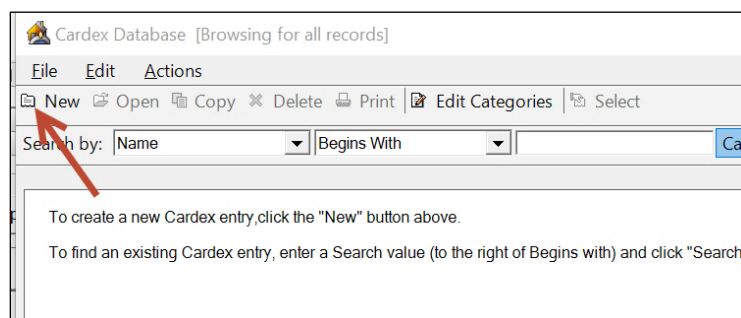 Cardex Database [Browsing for all records]
File Edit Actions
New Open Copy Delete Print Edit Categories Select
Search by: Name Begins With Ca
To create a new Cardex entry,click the "New" button above.
To find an existing Cardex entry, enter a Search value (to the right of Begins with) and click "Search